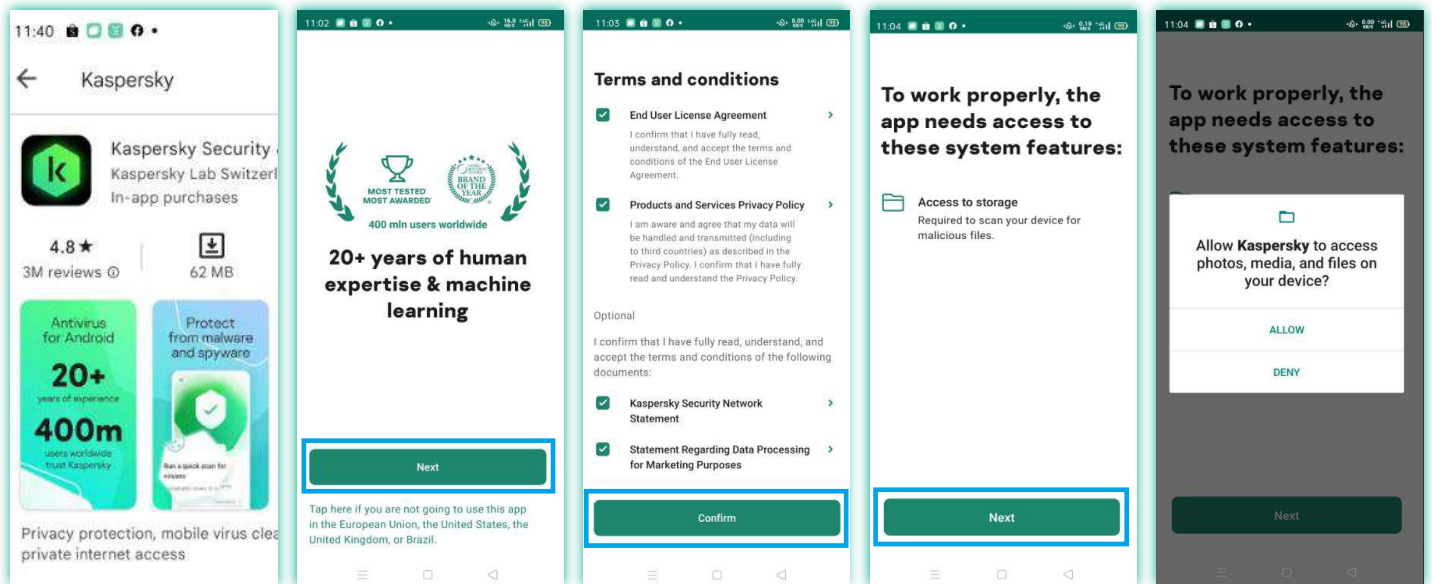 11:40
Kaspersky
Kaspersky Security
Kaspersky Lab Switzerl
In-app purchases
4.8★
3M reviews
62 MB
Antivirus
for Android
20+
years of experience
400m
users worldwide
trust Kaspersky
Protect
from malware
and spyware
Run a quick scan for
viruses
Privacy protection, mobile virus clea
private internet access
11:02
MOST TESTED
MOST AWARDED
BRAND
OF THE
YEAR
400 mln users worldwide
20+ years of human
expertise & machine
learning
Next
Tap here if you are not going to use this app
in the European Union, the United States, the
United Kingdom, or Brazil.
11:03
Terms and conditions
End User License Agreement
I confirm that I have fully read,
understand, and accept the terms and
conditions of the End User License
Agreement.
Products and Services Privacy Policy
I am aware and agree that my data will
be handled and transmitted (including
to third countries) as described in the
Privacy Policy. I confirm that I have fully
read and understand the Privacy Policy.
Optional
I confirm that I have fully read, understand, and
accept the terms and conditions of the following
documents:
Kaspersky Security Network
Statement
Statement Regarding Data Processing
for Marketing Purposes
Confirm
11:04
To work properly, the
app needs access to
these system features:
Access to storage
Required to scan your device for
malicious files.
Next
11:04
To work properly, the
app needs access to
these system features:
Allow Kaspersky to access
photos, media, and files on
your device?
ALLOW
DENY
Next